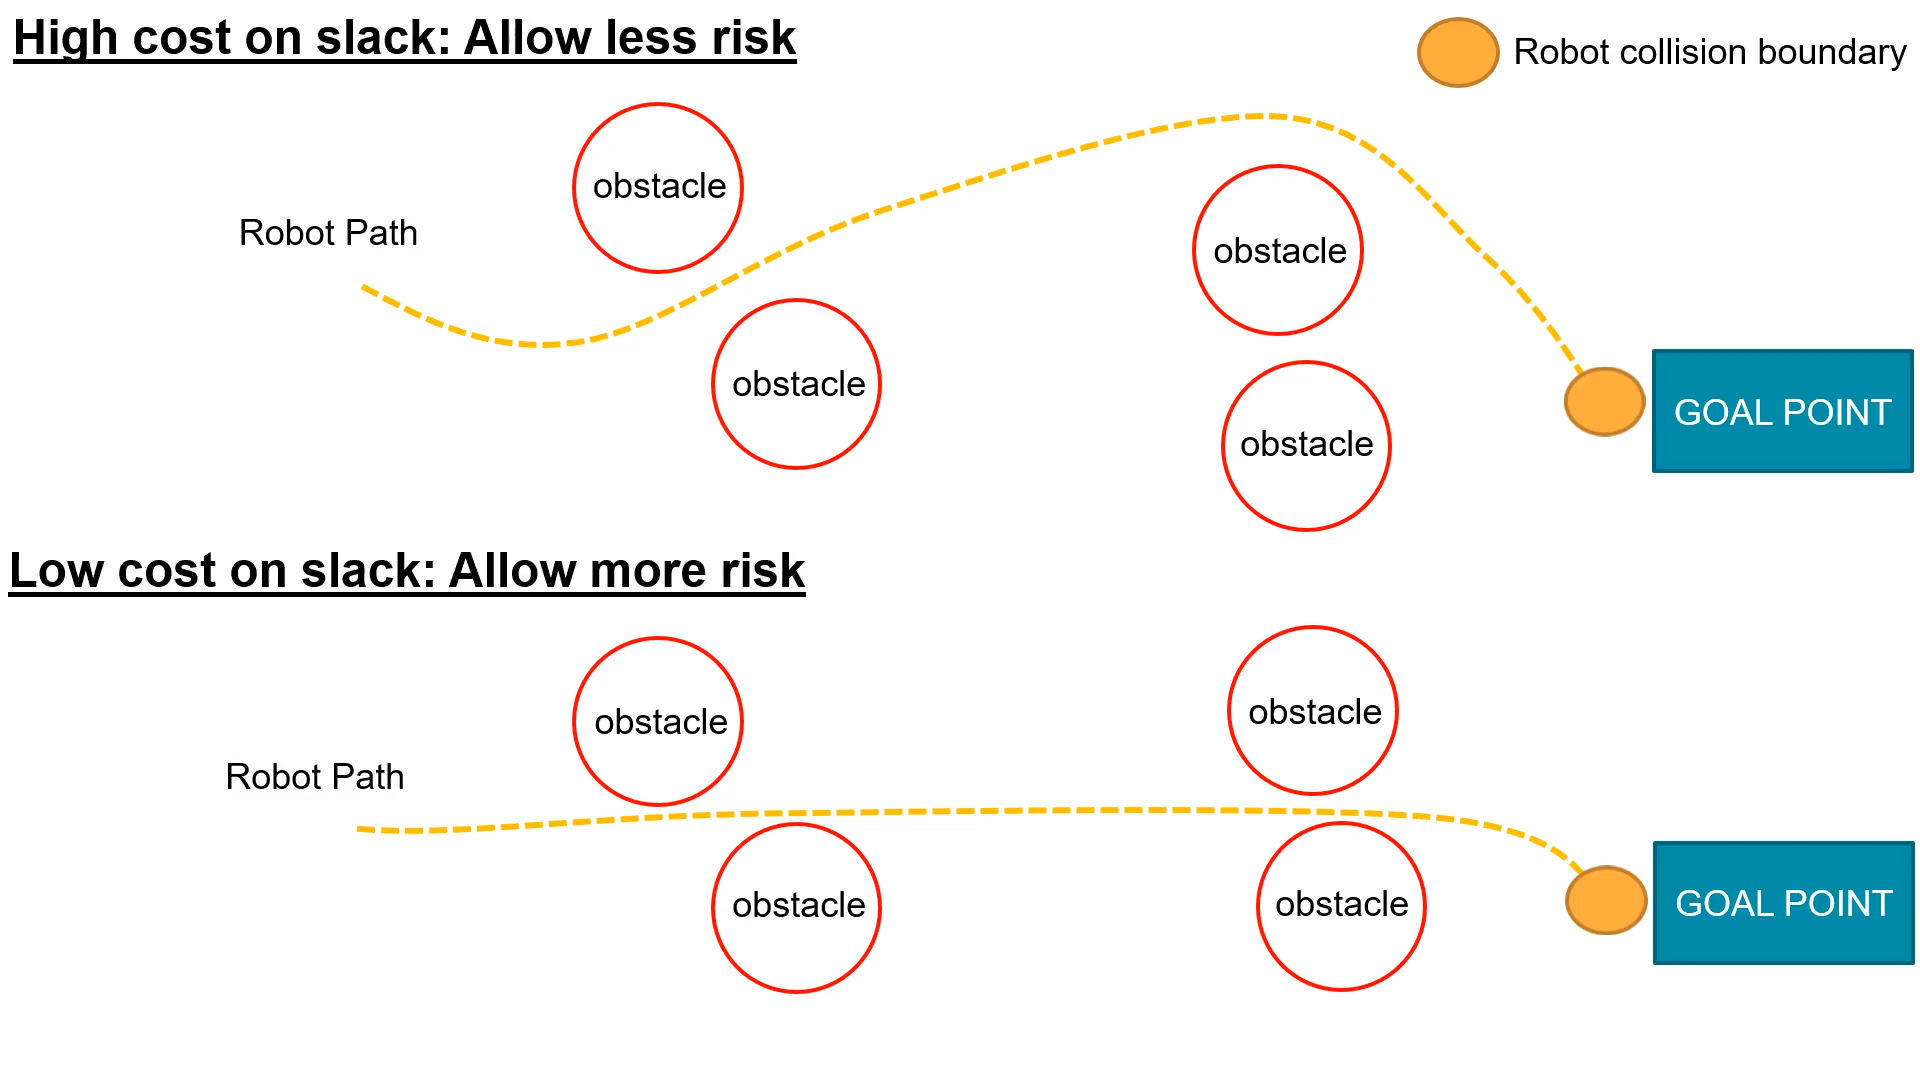 High cost on slack: Allow less risk
Robot collision boundary
obstacle
Robot Path
obstacle
obstacle
obstacle
GOAL POINT
Low cost on slack: Allow more risk
obstacle
obstacle
Robot Path
obstacle
obstacle
GOAL POINT